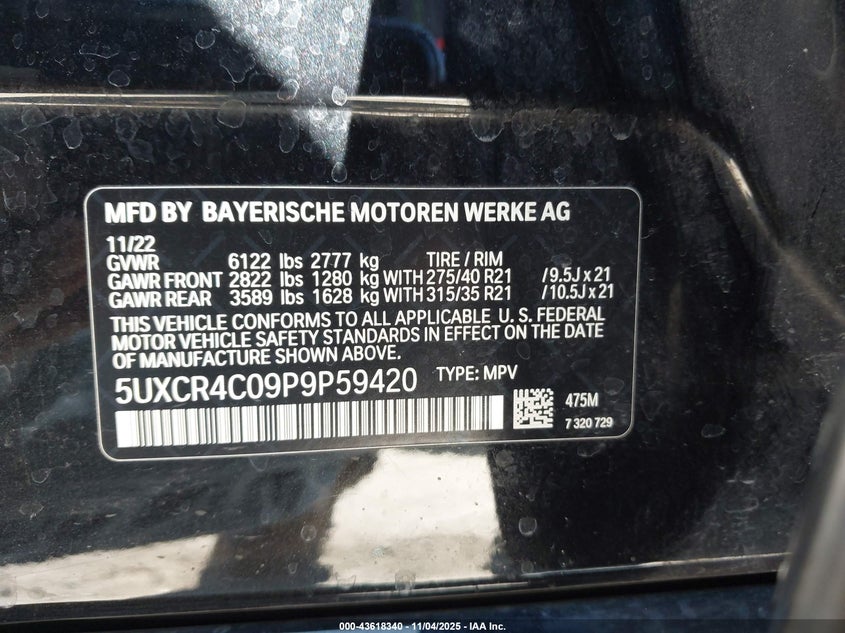 MFD BY BAYERISCHE MOTOREN WERKE AG
11/22
GVWR 6122 lbs 2777 kg TIRE / RIM
GAWR FRONT 2822 lbs 1280 kg WITH 275/40 R21 / 9.5J x 21
GAWR REAR 3589 lbs 1628 kg WITH 315/35 R21 / 10.5J x 21
THIS VEHICLE CONFORMS TO ALL APPLICABLE U. S. FEDERAL
MOTOR VEHICLE SAFETY STANDARDS IN EFFECT ON THE DATE
OF MANUFACTURE SHOWN ABOVE.
5UXCR4C09P9P59420 TYPE: MPV
475M
7 320 729
000-43618340 - 11/04/2025 - IAA Inc.